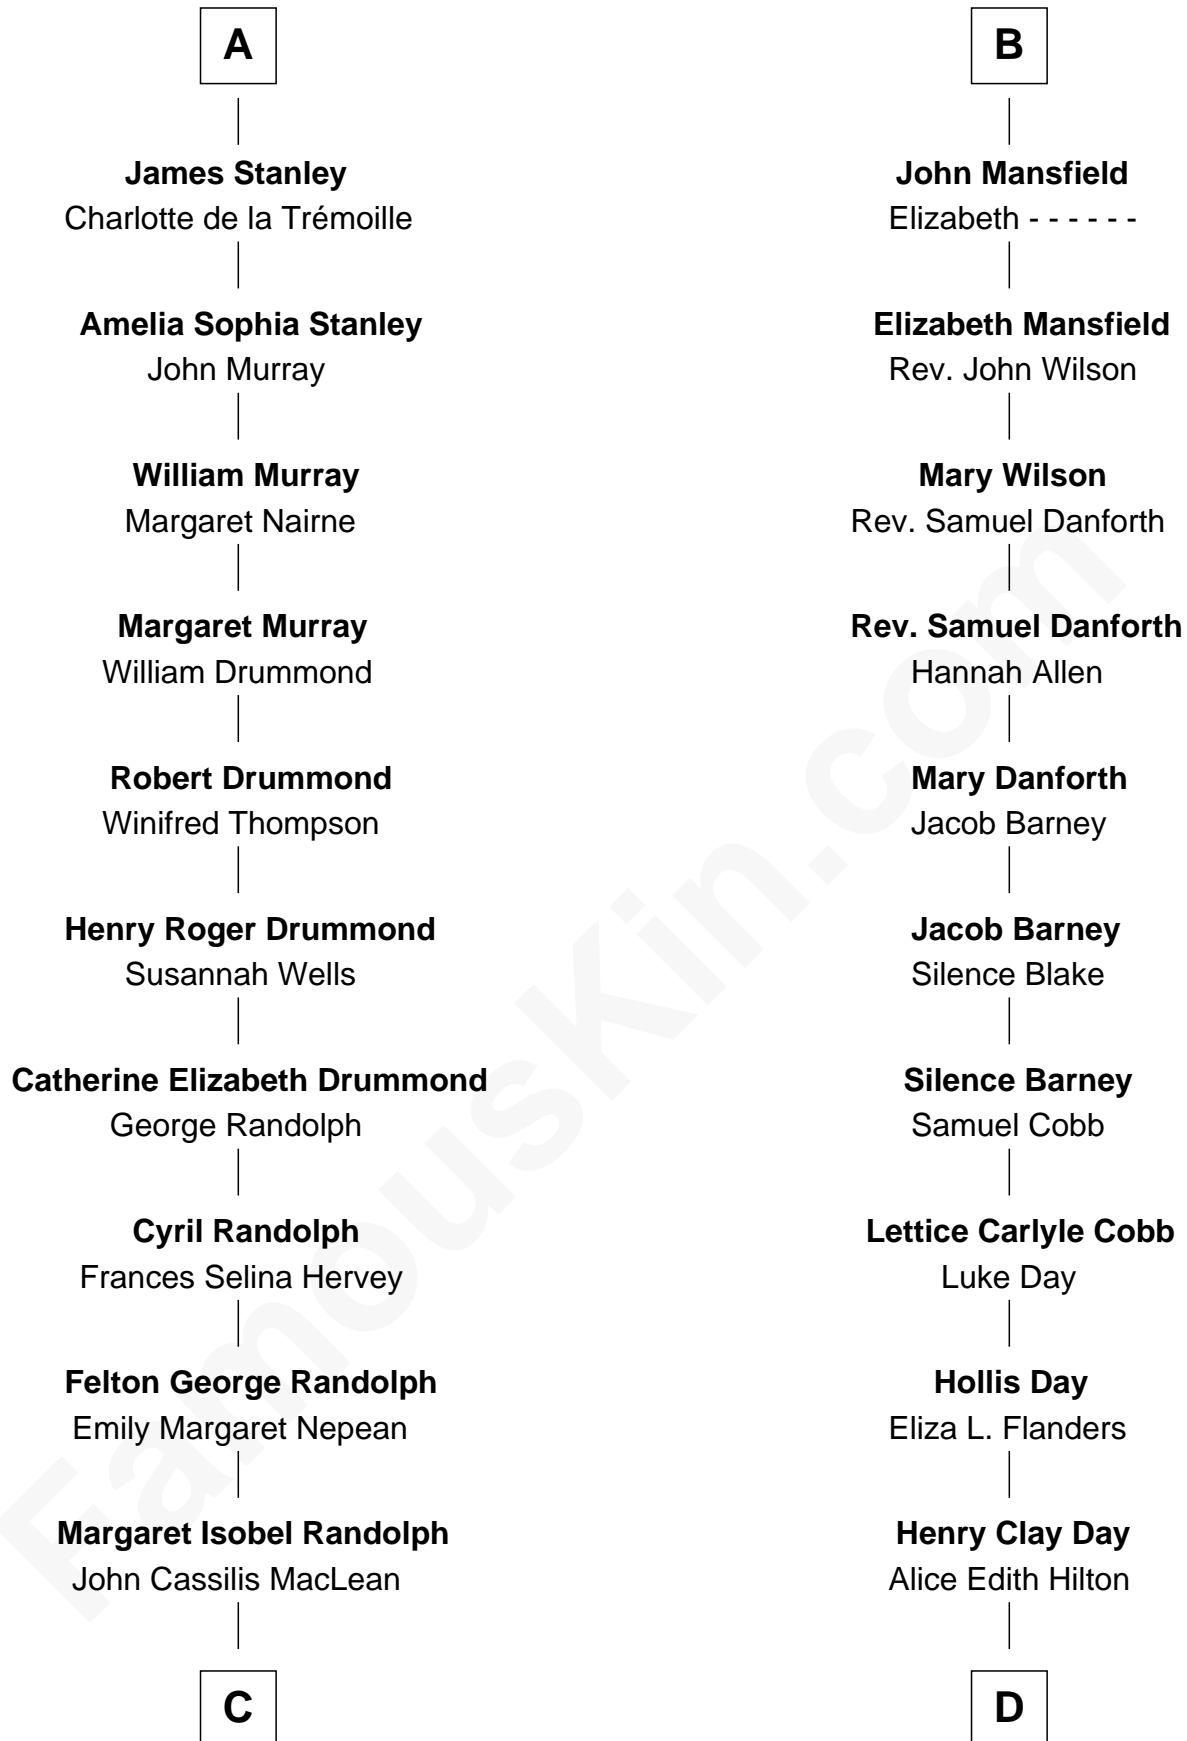 A
James Stanley
Charlotte de la Trémoille
Amelia Sophia Stanley
John Murray
William Murray
Margaret Nairne
Margaret Murray
William Drummond
Robert Drummond
Winifred Thompson
Henry Roger Drummond
Susannah Wells
Catherine Elizabeth Drummond
George Randolph
Cyril Randolph
Frances Selina Hervey
Felton George Randolph
Emily Margaret Nepean
Margaret Isobel Randolph
John Cassilis MacLean
C
B
John Mansfield
Elizabeth - - - - - -
Elizabeth Mansfield
Rev. John Wilson
Mary Wilson
Rev. Samuel Danforth
Rev. Samuel Danforth
Hannah Allen
Mary Danforth
Jacob Barney
Jacob Barney
Silence Blake
Silence Barney
Samuel Cobb
Lettice Carlyle Cobb
Luke Day
Hollis Day
Eliza L. Flanders
Henry Clay Day
Alice Edith Hilton
D
FamousKin.com